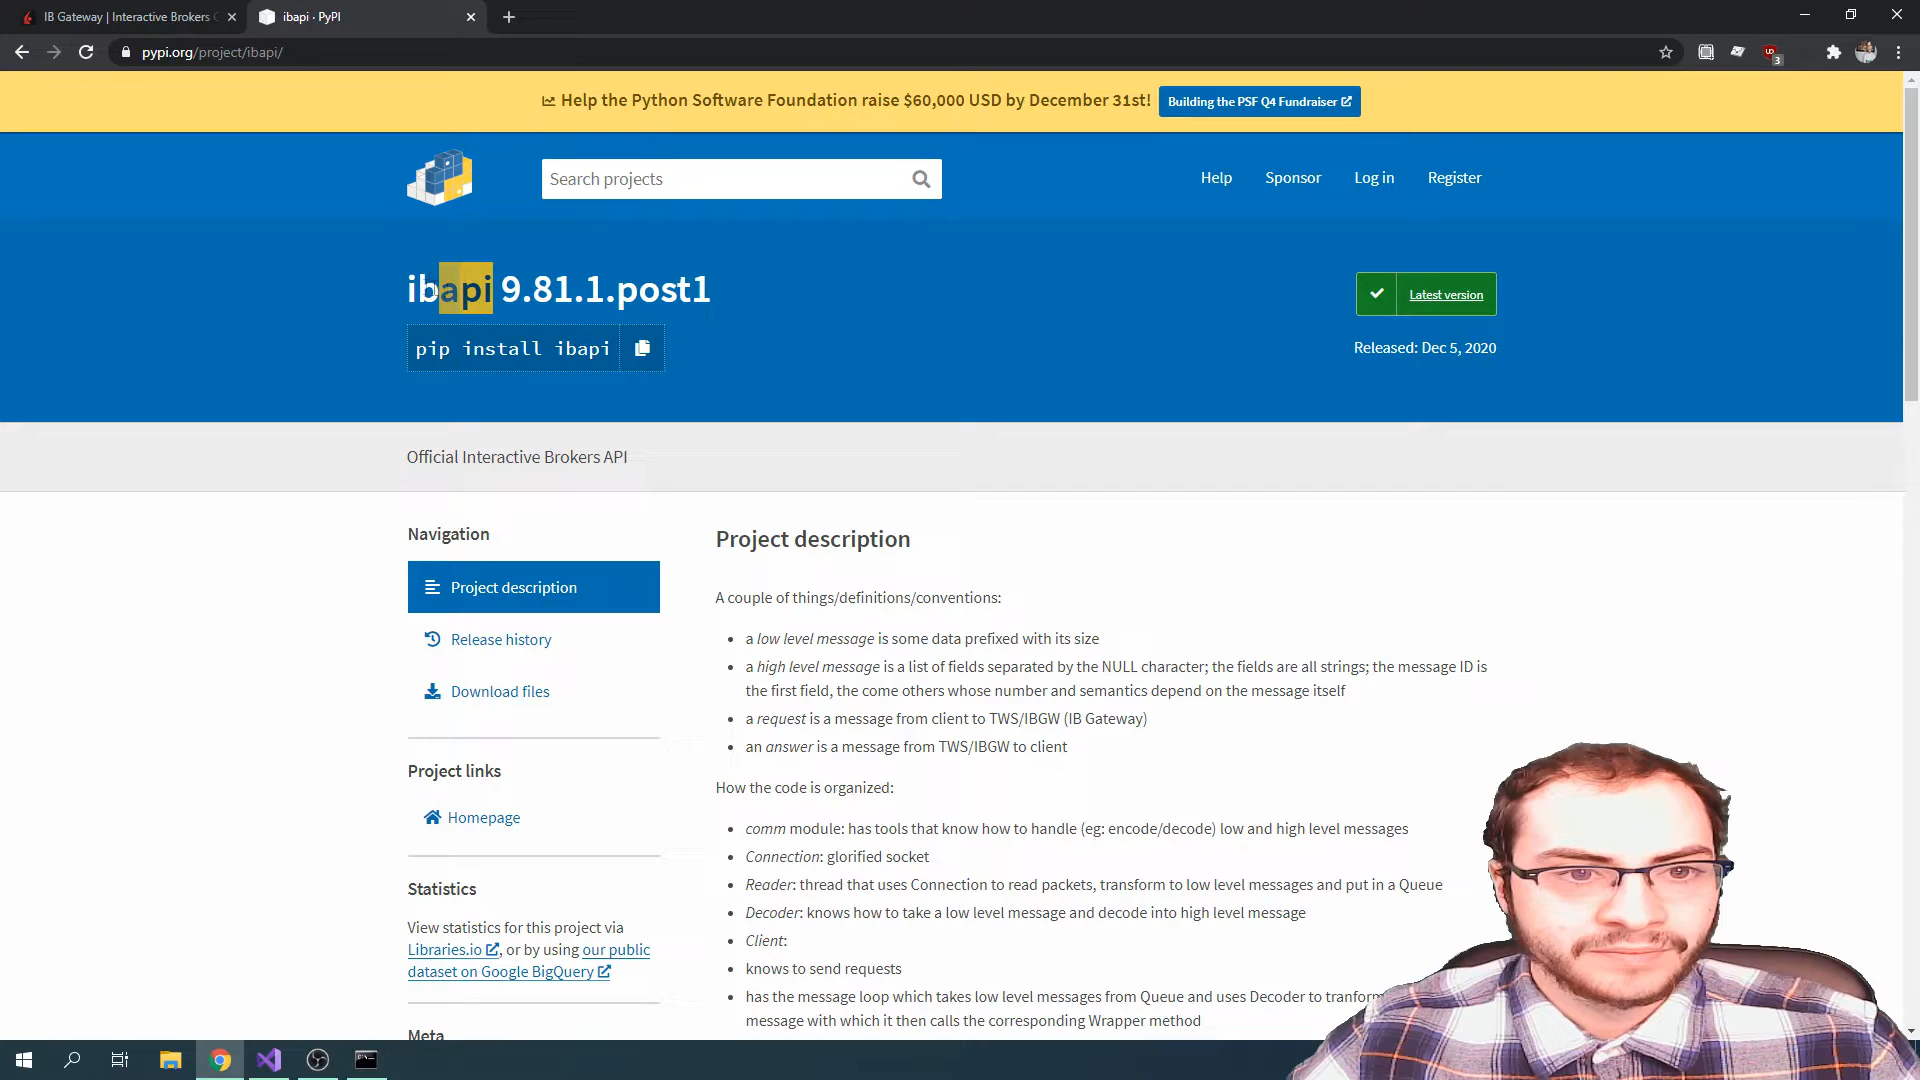 IB Gateway | Interactive Brokers
ibapi · PyPI
pypi.org/project/ibapi/
3
Help the Python Software Foundation raise $60,000 USD by December 31st!
Building the PSF Q4 Fundraiser
Search projects
Help
Sponsor
Log in
Register
ibapi 9.81.1.post1
pip install ibapi
Latest version
Released: Dec 5, 2020
Official Interactive Brokers API
Navigation
Project description
Release history
Download files
Project links
Homepage
Statistics
View statistics for this project via
Libraries.io, or by using our public
dataset on Google BigQuery
Meta
Project description
A couple of things/definitions/conventions:
a low level message is some data prefixed with its size
a high level message is a list of fields separated by the NULL character; the fields are all strings; the message ID is
the first field, the come others whose number and semantics depend on the message itself
a request is a message from client to TWS/IBGW (IB Gateway)
an answer is a message from TWS/IBGW to client
How the code is organized:
comm module: has tools that know how to handle (eg: encode/decode) low and high level messages
Connection: glorified socket
Reader: thread that uses Connection to read packets, transform to low level messages and put in a Queue
Decoder: knows how to take a low level message and decode into high level message
Client:
knows to send requests
has the message loop which takes low level messages from Queue and uses Decoder to tranform
message with which it then calls the corresponding Wrapper method